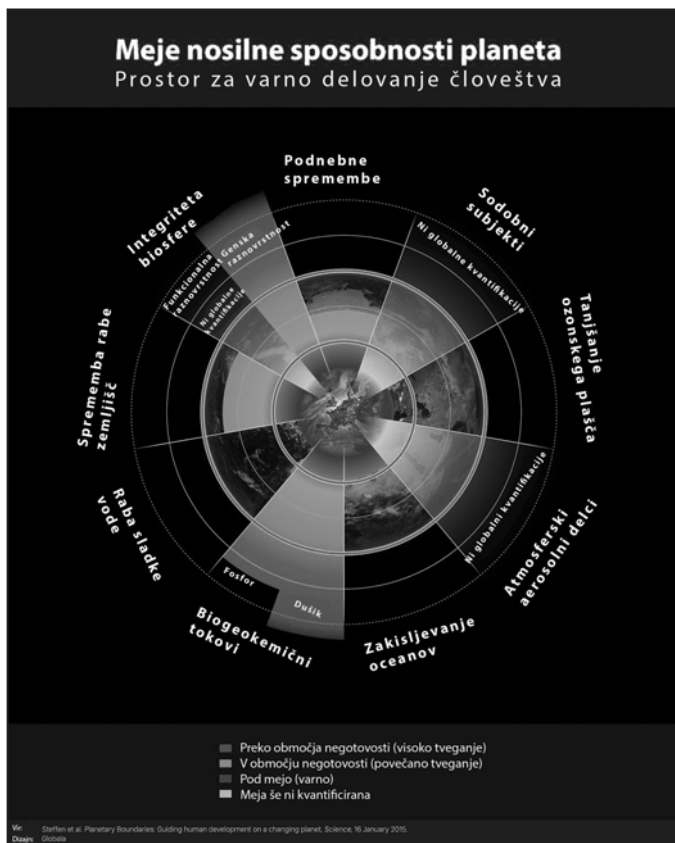 Meje nosilne sposobnosti planeta
Prostor za varno delovanje človeštva
Podnebne
spremembe
Sodobni
subjekti
Ni globalne kvantifikacije
Tanjšanje
ozonskega plašča
Ni globalni kvantifikacije
Atmosferski
aerosolni delci
Zakisljevanje
oceanov
Biogeokemični
tokovi
Dušik
Fosfor
Raba sladke
vode
Sprememba rabe
zemljišč
Integriteta
biosfere
Funkcionalna
raznovrstnost
Ni globalne
kvantifikacije
Genska
raznovrstnost
Preko območja negotovosti (visoko tveganje)
V območju negotovosti (povečano tveganje)
Pod mejo (varno)
Meja še ni kvantificirana
Vir: Steffen et al. Planetary Boundaries: Guiding human development on a changing planet, Science, 16 January 2015.
Dizajn: Globaïa